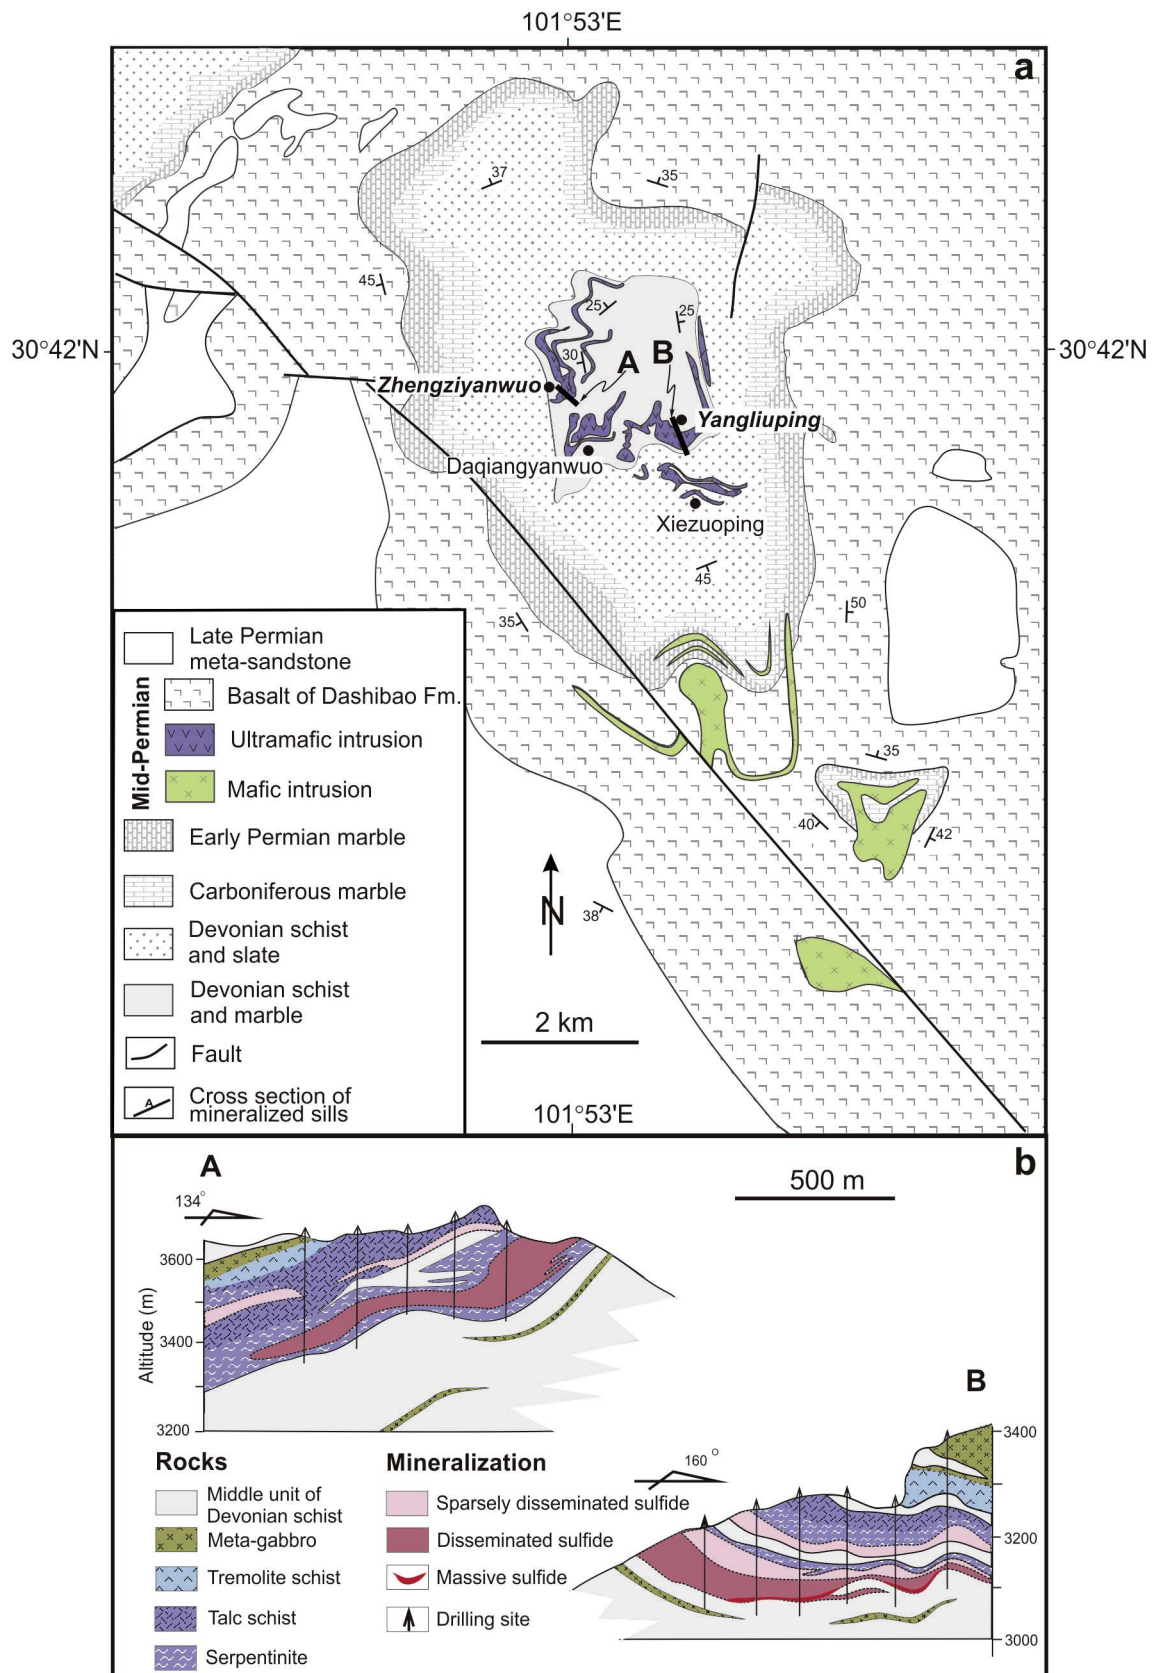 101°53'E
a
37
35
45
25
25
30°42'N
30°42'N
30
A
B
Zhengziyanwuo
Yangliuping
Daqiangyanwuo
Xiezuoping
45
50
35
35
40
42
38
N
2 km
101°53'E
Late Permian
meta-sandstone
Mid-Permian
Basalt of Dashibao Fm.
Ultramafic intrusion
Mafic intrusion
Early Permian marble
Carboniferous marble
Devonian schist
and slate
Devonian schist
and marble
Fault
A
Cross section of
mineralized sills
b
A
500 m
134°
3600
Altitude (m)
3400
3200
B
160°
3400
3200
3000
Rocks
Middle unit of
Devonian schist
Meta-gabbro
Tremolite schist
Talc schist
Serpentinite
Mineralization
Sparsely disseminated sulfide
Disseminated sulfide
Massive sulfide
Drilling site